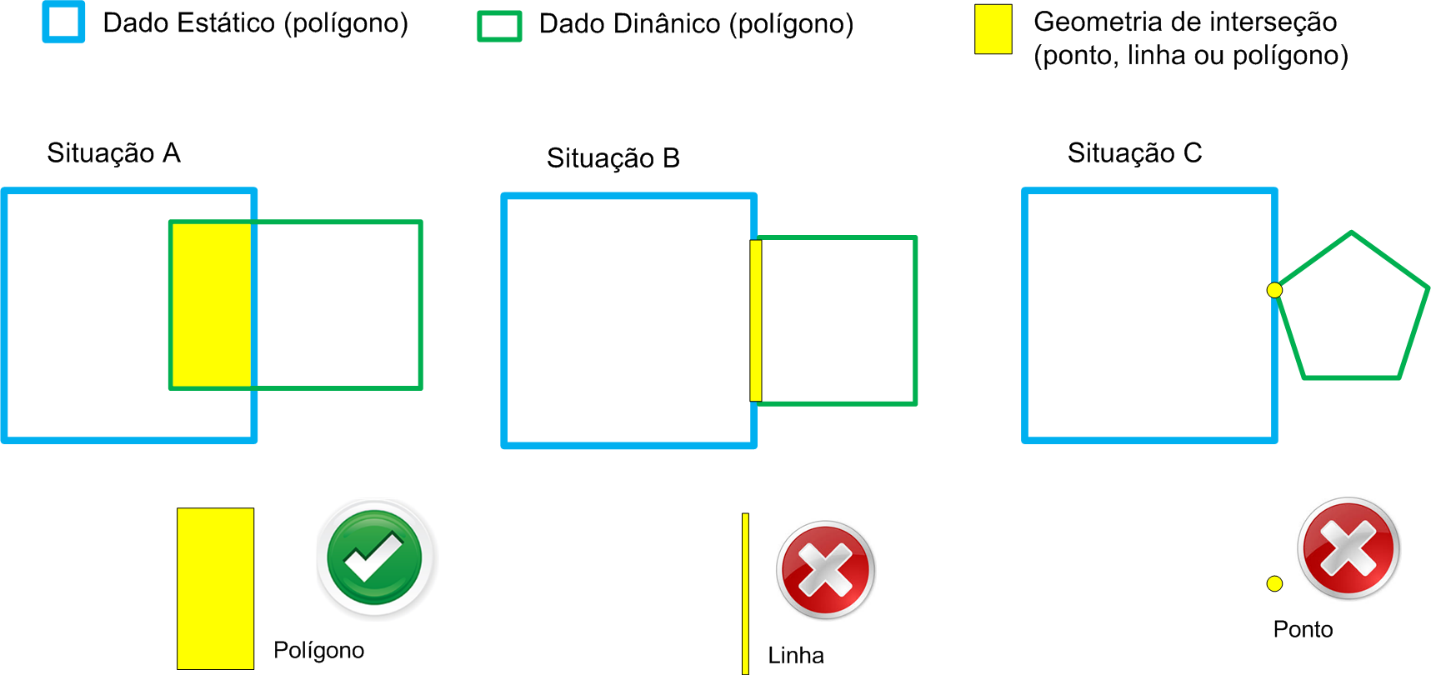 Dado Estático (polígono)
Dado Dinânico (polígono)
Geometria de interseção
(ponto, linha ou polígono)
Situação A
Situação B
Situação C
Polígono
Linha
Ponto